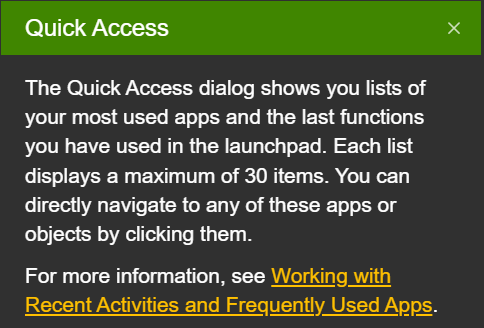 Quick Access
The Quick Access dialog shows you lists of
your most used apps and the last functions
you have used in the launchpad. Each list
displays a maximum of 30 items. You can
directly navigate to any of these apps or
objects by clicking them.
For more information, see Working with
Recent Activities and Frequently Used Apps.